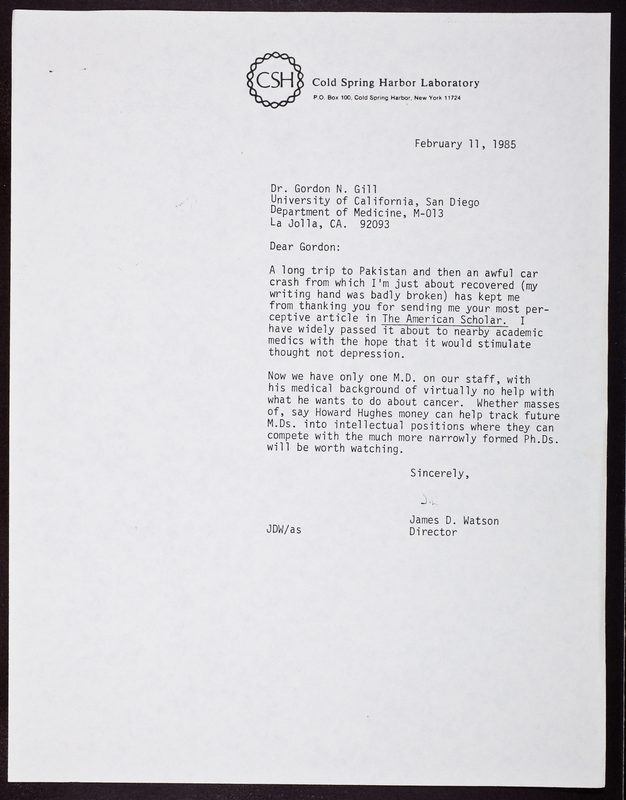 CSH Cold Spring Harbor Laboratory
P.O. Box 100, Cold Spring Harbor, New York 11724
February 11, 1985
Dr. Gordon N. Gill
University of California, San Diego
Department of Medicine, M-013
La Jolla, CA.  92093
Dear Gordon:
A long trip to Pakistan and then an awful car
crash from which I'm just about recovered (my
writing hand was badly broken) has kept me
from thanking you for sending me your most per-
ceptive article in The American Scholar.  I
have widely passed it about to nearby academic
medics with the hope that it would stimulate
thought not depression.
Now we have only one M.D. on our staff, with
his medical background of virtually no help with
what he wants to do about cancer.  Whether masses
of, say Howard Hughes money can help track future
M.Ds. into intellectual positions where they can
compete with the much more narrowly formed Ph.Ds.
will be worth watching.
Sincerely,
James D. Watson
JDW/as
Director